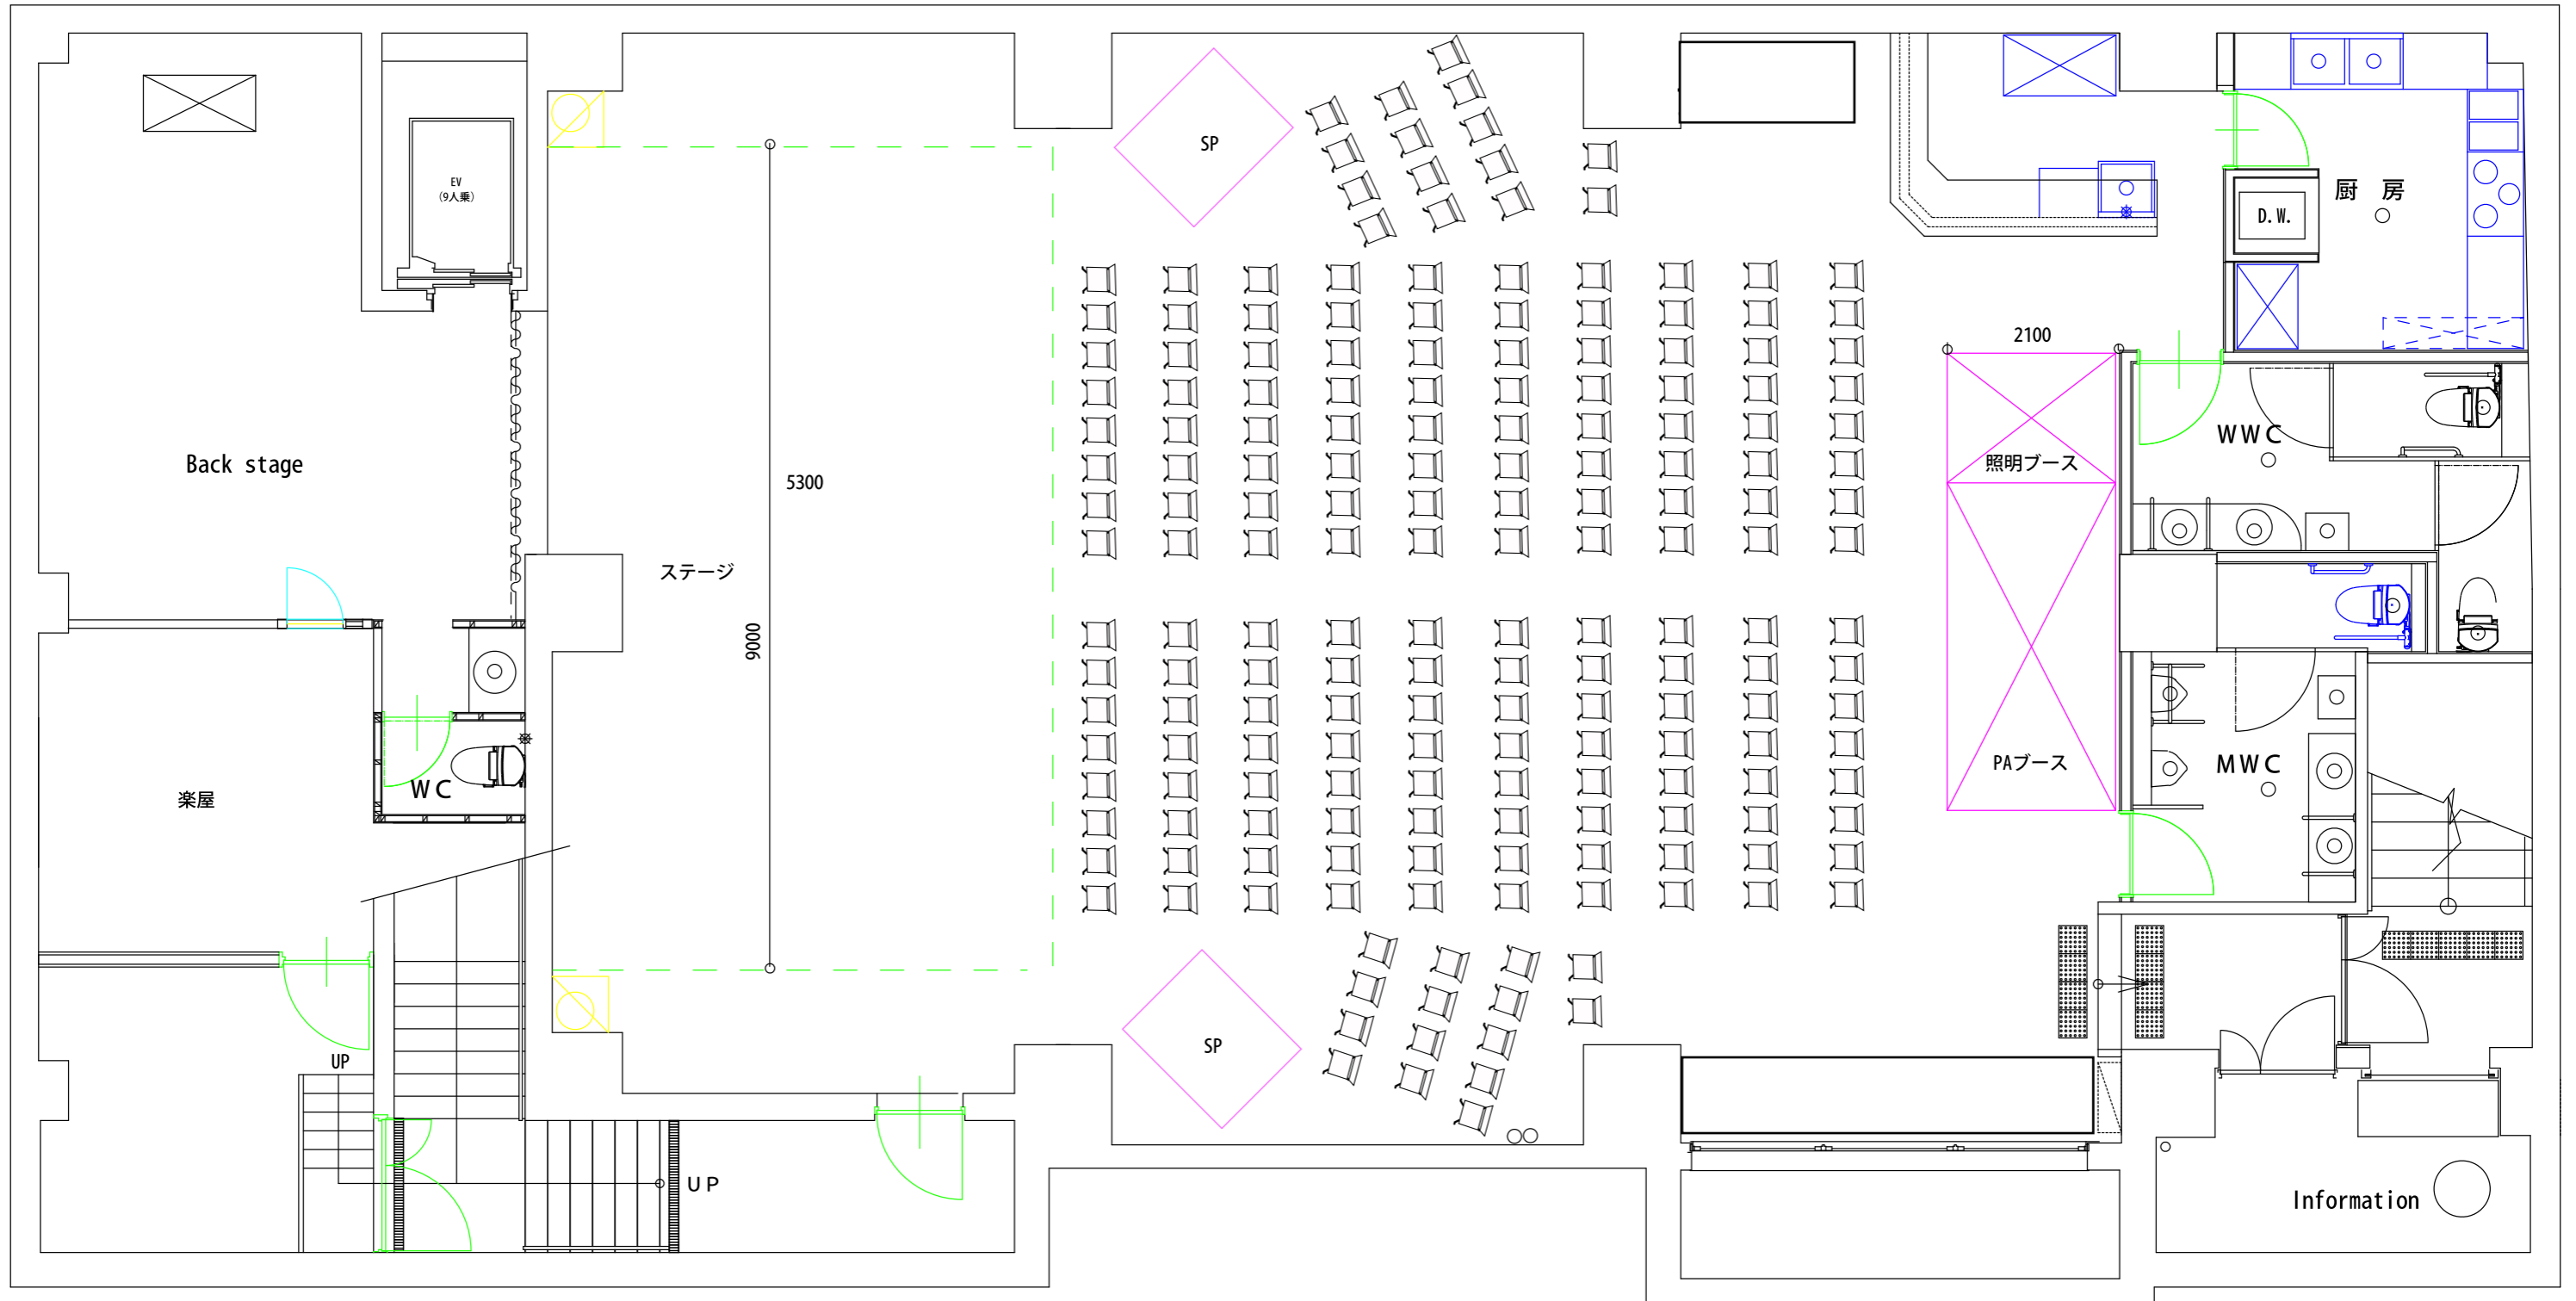 SP
EV
(9人乗)
厨 房
D.W.
2100
WWC
Back stage
照明ブース
5300
ステージ
9000
PAブース
MWC
WC
楽屋
SP
UP
UP
Information